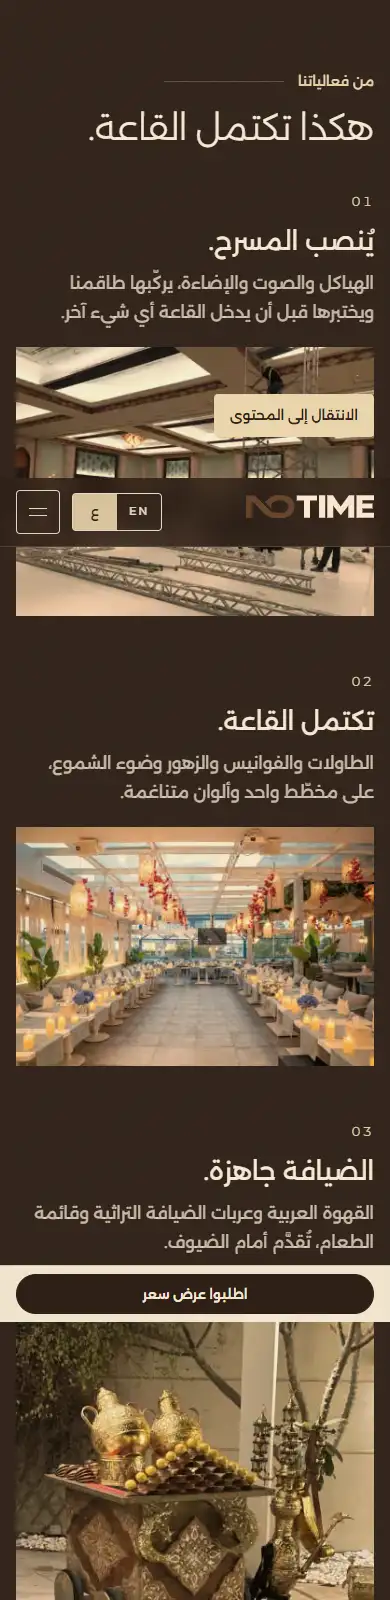 من فعالياتنا
هكذا تكتمل القاعة.
01
يُنصب المسرح.
الهياكل والصوت والإضاءة، يركّبها طاقمنا
ويختبرها قبل أن يدخل القاعة أي شيء آخر.
الانتقال إلى المحتوى
NOTIME
EN
ع
02
تكتمل القاعة.
الطاولات والفوانيس والزهور وضوء الشموع،
على مخطّط واحد وألوان متناغمة.
03
الضيافة جاهزة.
القهوة العربية وعربات الضيافة التراثية وقائمة
الطعام، تُقدَّم أمام الضيوف.
اطلبوا عرض سعر